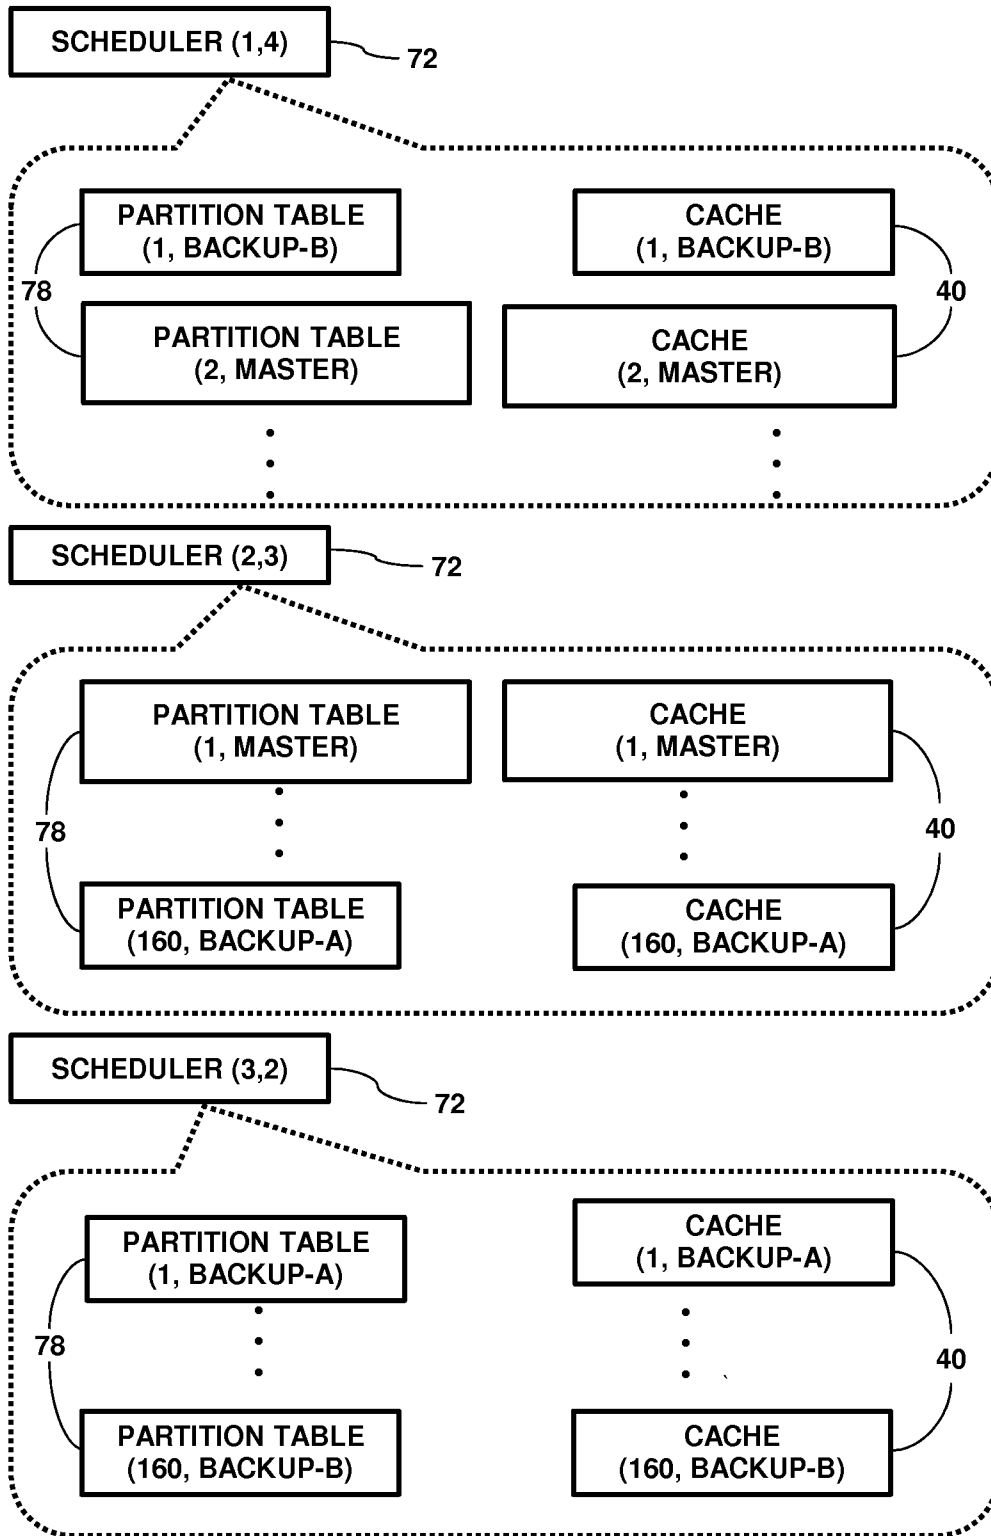 SCHEDULER (1,4)
72
PARTITION TABLE
(1, BACKUP-B)
CACHE
(1, BACKUP-B)
78
40
PARTITION TABLE
(2, MASTER)
CACHE
(2, MASTER)
SCHEDULER (2,3)
72
PARTITION TABLE
(1, MASTER)
CACHE
(1, MASTER)
78
40
PARTITION TABLE
(160, BACKUP-A)
CACHE
(160, BACKUP-A)
SCHEDULER (3,2)
72
PARTITION TABLE
(1, BACKUP-A)
CACHE
(1, BACKUP-A)
78
40
PARTITION TABLE
(160, BACKUP-B)
CACHE
(160, BACKUP-B)